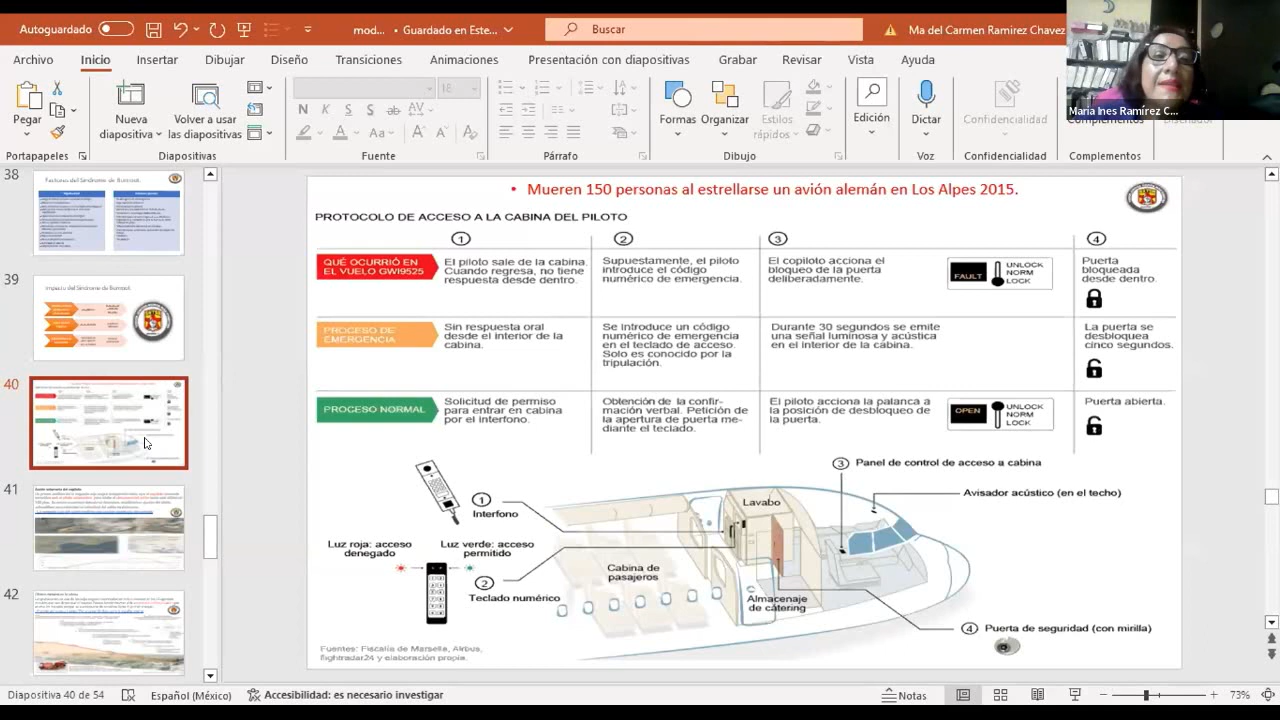 Autoguardado
mod... • Guardado en Este...
Buscar
Ma del Carmen Ramirez Chavez
Maria Ines Ramírez C...
Archivo
Inicio
Insertar
Dibujar
Diseño
Transiciones
Animaciones
Presentación con diapositivas
Grabar
Revisar
Vista
Ayuda
Pegar
Nueva diapositiva
Volver a usar las diapositivas
18
Formas
Organizar
Estilos rápidos
Edición
Dictar
Confidencialidad
Complementos
Portapapeles
Diapositivas
Fuente
Párrafo
Dibujo
Voz
Confidencialidad
Complementos
38
39
Impacto del Síndrome de Burnout.
40
41
42
• Mueren 150 personas al estrellarse un avión alemán en Los Alpes 2015.
PROTOCOLO DE ACCESO A LA CABINA DEL PILOTO
1
2
3
4
QUÉ OCURRIÓ EN
EL VUELO GWI9525
El piloto sale de la cabina.
Cuando regresa, no tiene
respuesta desde dentro.
Supuestamente, el piloto
introduce el código
numérico de emergencia.
El copiloto acciona el
bloqueo de la puerta
deliberadamente.
FAULT
UNLOCK
NORM
LOCK
Puerta
bloqueada
desde dentro.
PROCESO DE
EMERGENCIA
Sin respuesta oral
desde el interior de la
cabina.
Se introduce un código
numérico de emergencia
en el teclado de acceso.
Solo es conocido por la
tripulación.
Durante 30 segundos se emite
una señal luminosa y acústica
en el interior de la cabina.
La puerta se
desbloquea
cinco segundos.
PROCESO NORMAL
Solicitud de permiso
para entrar en cabina
por el interfono.
Obtención de la confir-
mación verbal. Petición de
la apertura de puerta me-
diante el teclado.
El piloto acciona la palanca a
la posición de desbloqueo de
la puerta.
OPEN
UNLOCK
NORM
LOCK
Puerta abierta.
3 Panel de control de acceso a cabina
Avisador acústico (en el techo)
1
Interfono
Lavabo
Luz roja: acceso
denegado
Luz verde: acceso
permitido
2
Teclado numérico
Cabina de
pasajeros
Almacenaje
de cátering
4 Puerta de seguridad (con mirilla)
Fuentes: Fiscalía de Marsella, Airbus,
flightradar24 y elaboración propia.
Diapositiva 40 de 54
Español (México)
Accesibilidad: es necesario investigar
Notas
73%